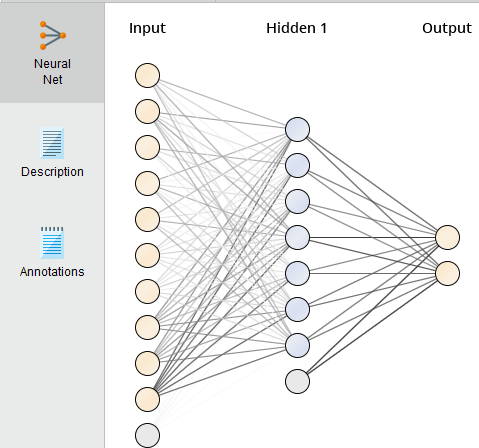 Neural
Net
Description
Annotations
Input
Hidden 1
Output